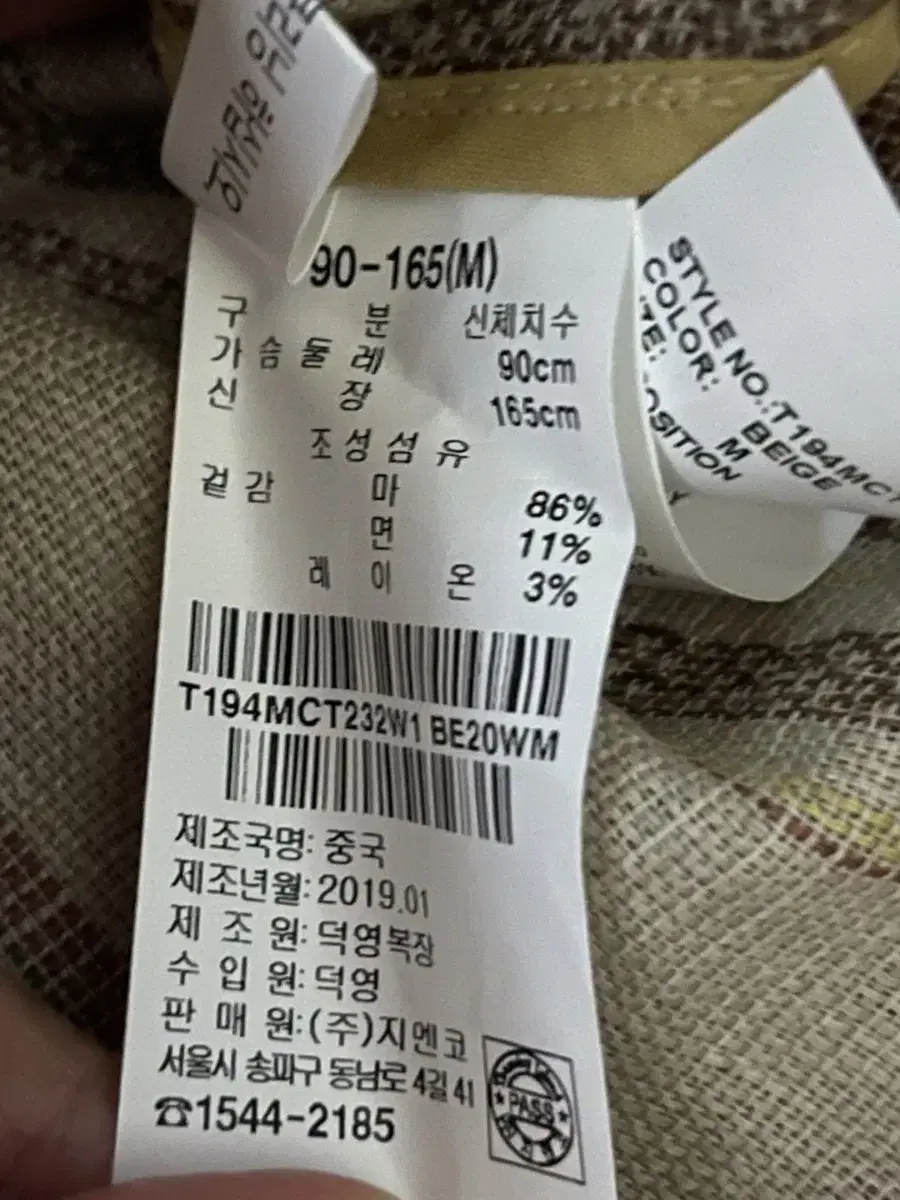 90-165(M)
구 분 신체치수
가슴둘레 90cm
신 장 165cm
조성섬유
겉감 마 86%
면 11%
레이온 3%
T194MCT232W1 BE20WM
제조국명: 중국
제조년월: 2019.01
제 조 원: 덕영복장
수 입 원: 덕영
판 매 원: (주)지엔코
서울시 송파구 동남로 4길 41
☎1544-2185
PASS
STYLE NO.:T194MCT
COLOR: BEIGE
M